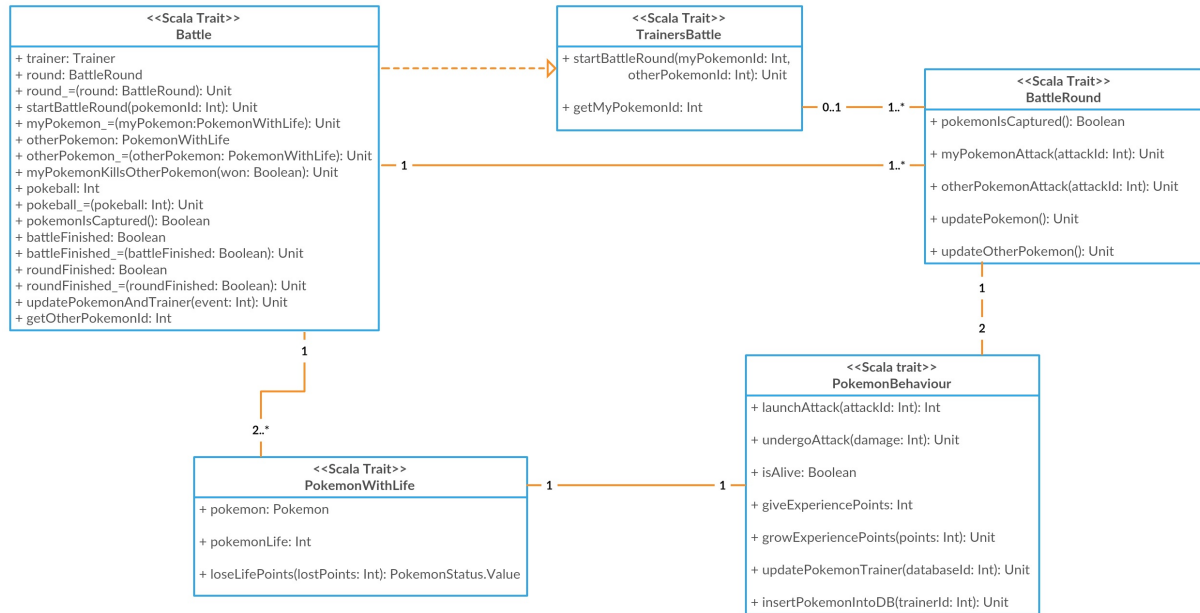 <<Scala Trait>>
Battle
+ trainer: Trainer
+ round: BattleRound
+ round_=(round: BattleRound): Unit
+ startBattleRound(pokemonId: Int): Unit
+ myPokemon_=(myPokemon:PokemonWithLife): Unit
+ otherPokemon: PokemonWithLife
+ otherPokemon_=(otherPokemon: PokemonWithLife): Unit
+ myPokemonKillsOtherPokemon(won: Boolean): Unit
+ pokeball: Int
+ pokeball_=(pokeball: Int): Unit
+ pokemonIsCaptured(): Boolean
+ battleFinished: Boolean
+ battleFinished_=(battleFinished: Boolean): Unit
+ roundFinished: Boolean
+ roundFinished_=(roundFinished: Boolean): Unit
+ updatePokemonAndTrainer(event: Int): Unit
+ getOtherPokemonId: Int
<<Scala Trait>>
TrainersBattle
+ startBattleRound(myPokemonId: Int,
otherPokemonId: Int): Unit
+ getMyPokemonId: Int
0..1
1..*
1
1..*
<<Scala Trait>>
BattleRound
+ pokemonIsCaptured(): Boolean
+ myPokemonAttack(attackId: Int): Unit
+ otherPokemonAttack(attackId: Int): Unit
+ updatePokemon(): Unit
+ updateOtherPokemon(): Unit
1
2
1
2..*
<<Scala Trait>>
PokemonWithLife
+ pokemon: Pokemon
+ pokemonLife: Int
+ loseLifePoints(lostPoints: Int): PokemonStatus.Value
1
1
<<Scala trait>>
PokemonBehaviour
+ launchAttack(attackId: Int): Int
+ undergoAttack(damage: Int): Unit
+ isAlive: Boolean
+ giveExperiencePoints: Int
+ growExperiencePoints(points: Int): Unit
+ updatePokemonTrainer(databaseId: Int): Unit
+ insertPokemonIntoDB(trainerId: Int): Unit